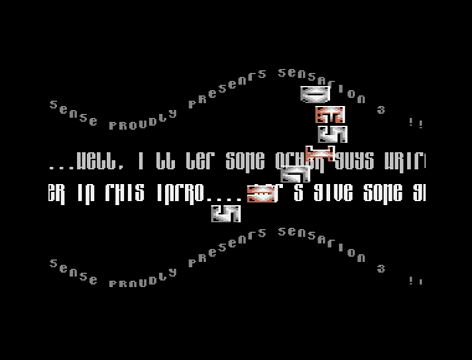 Sense proudly presents Sensation 3 !!
...Well, I ll let some other guys writ
er in this intro.... s give some g
Sense proudly presents Sensation 3 !!